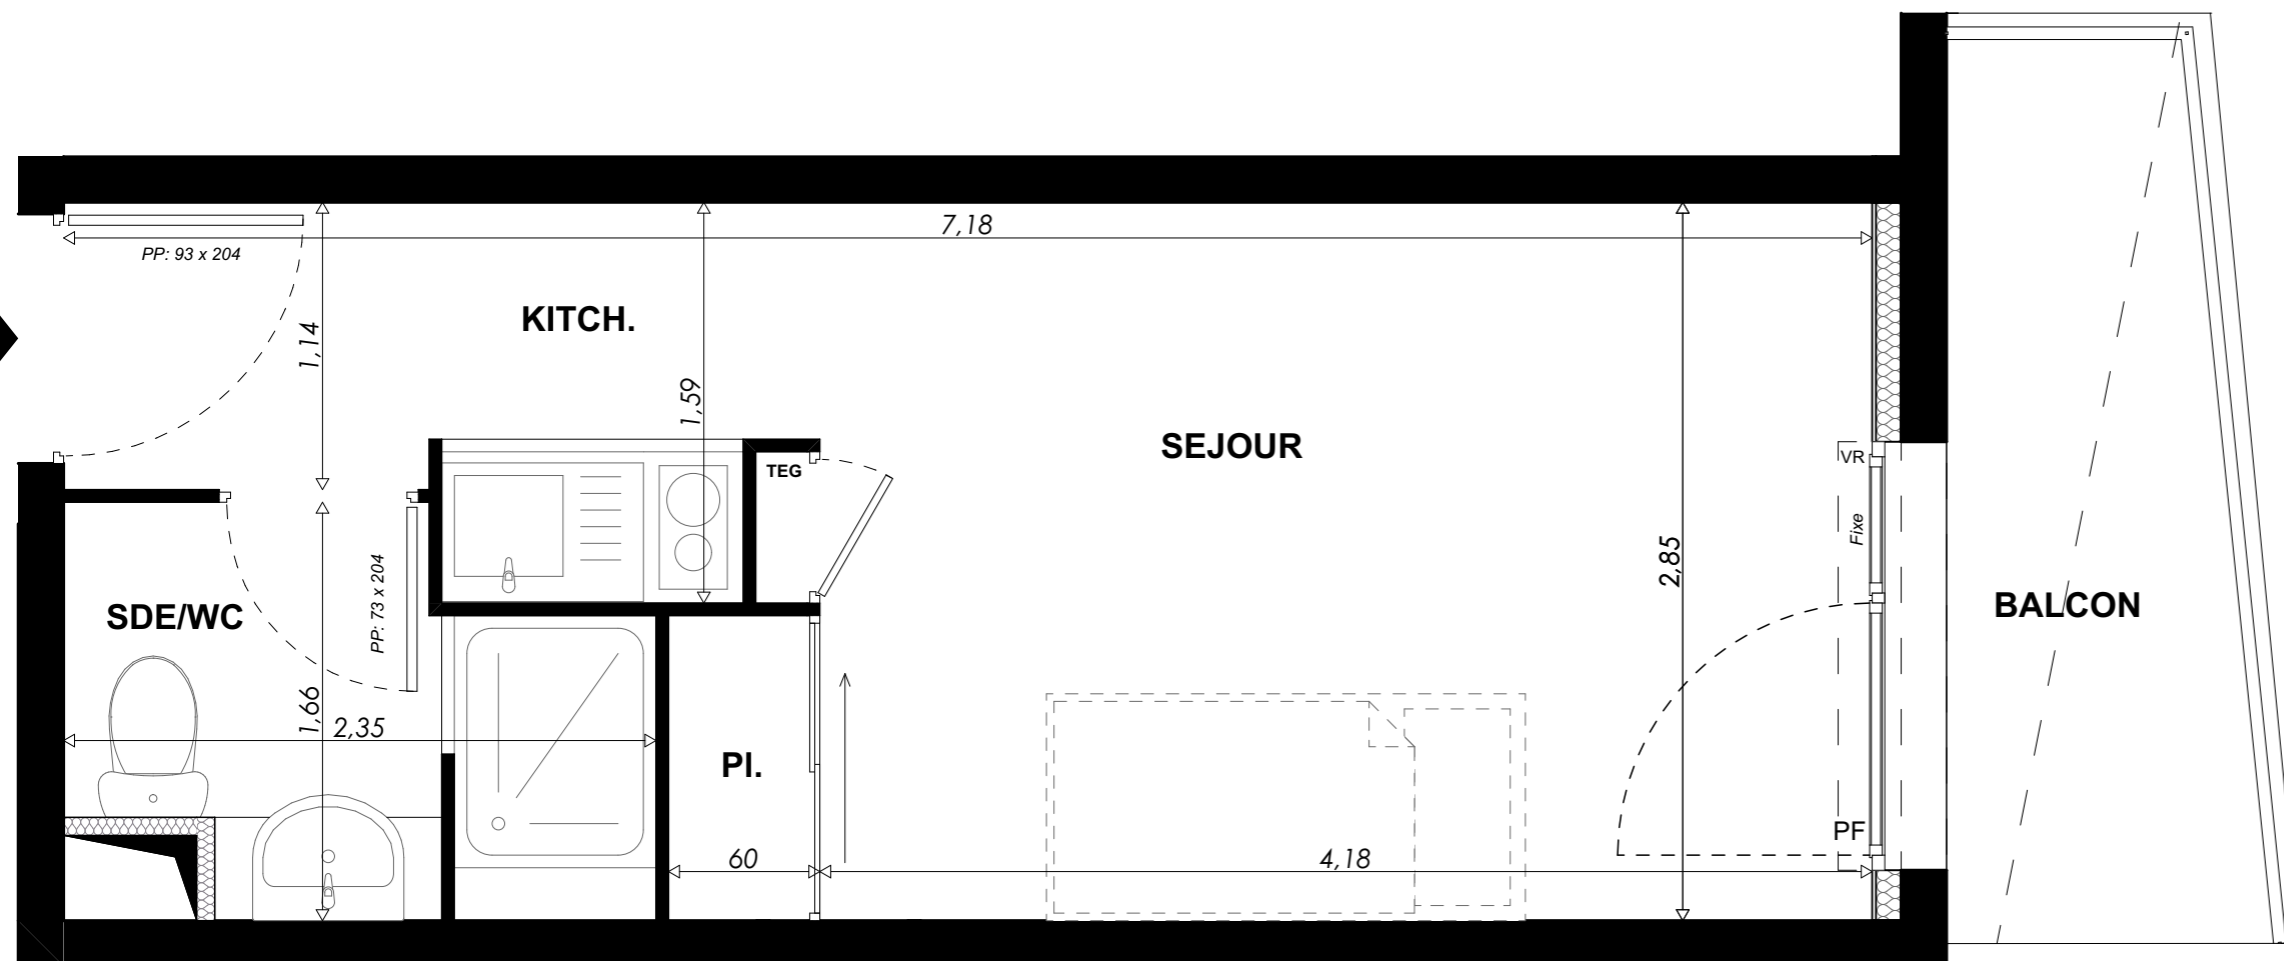 7,18
PP: 93 x 204
KITCH.
1,14
1,59
SEJOUR
TEG
VR
Fixe
2,85
PP: 73 x 204
SDE/WC
BALCON
1,66
2,35
Pl.
PF
60
4,18